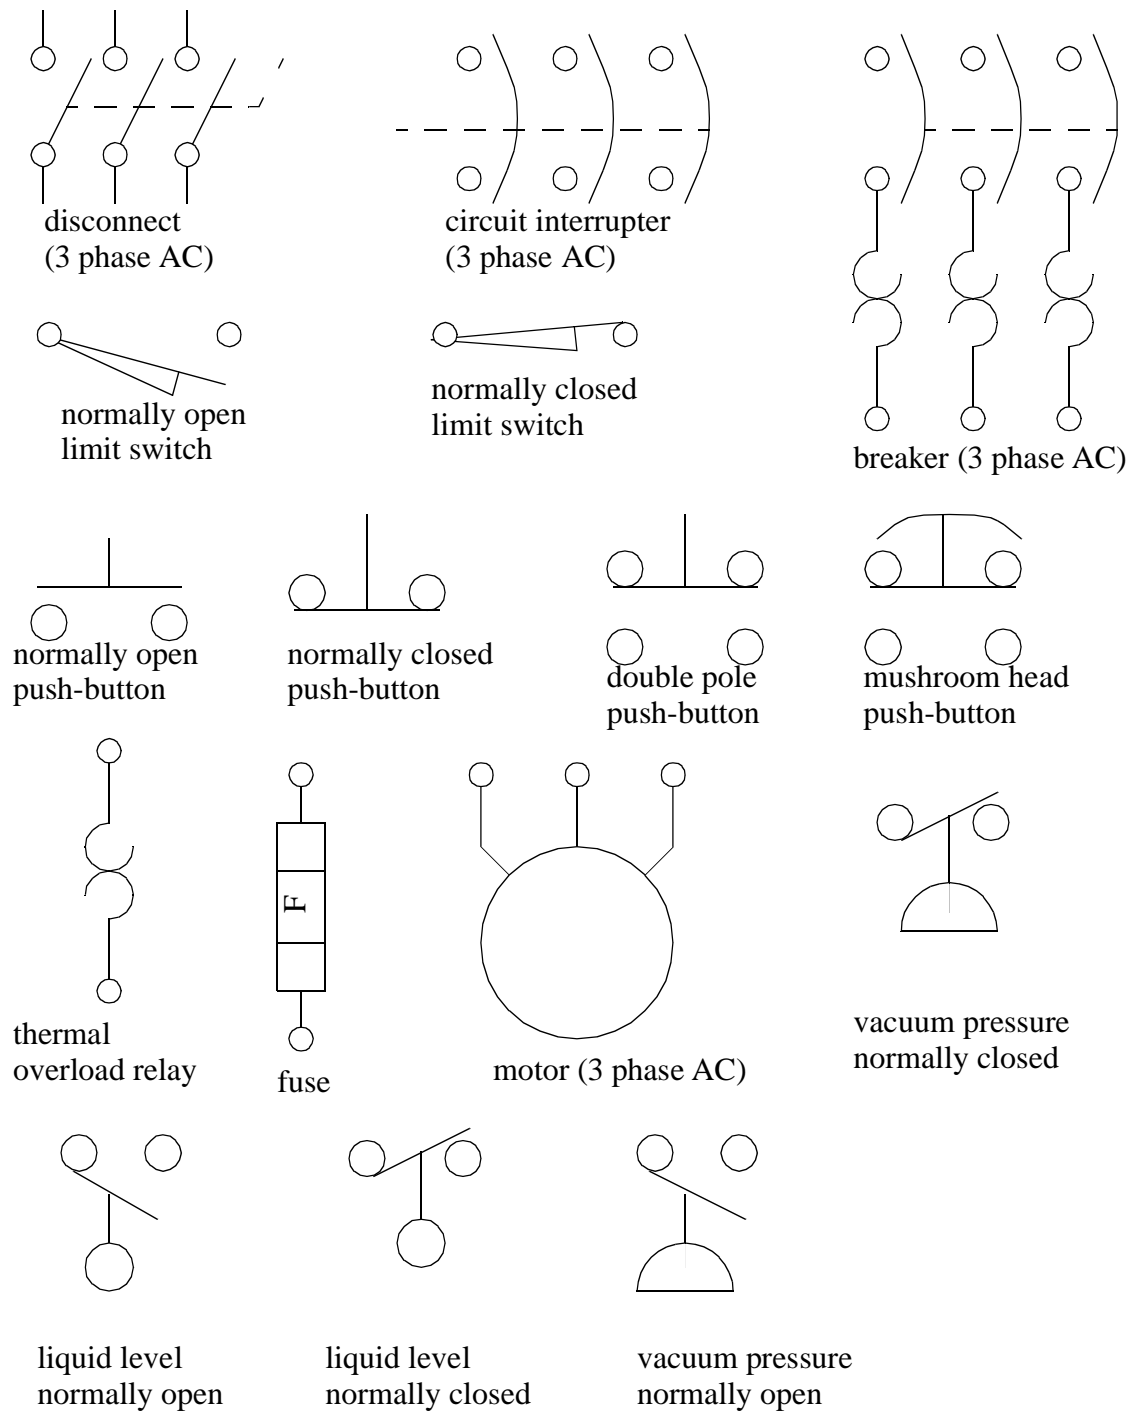 disconnect
(3 phase AC)
circuit interrupter
(3 phase AC)
normally open
limit switch
normally closed
limit switch
breaker (3 phase AC)
normally open
push-button
normally closed
push-button
double pole
push-button
mushroom head
push-button
thermal
overload relay
F
fuse
motor (3 phase AC)
vacuum pressure
normally closed
liquid level
normally open
liquid level
normally closed
vacuum pressure
normally open